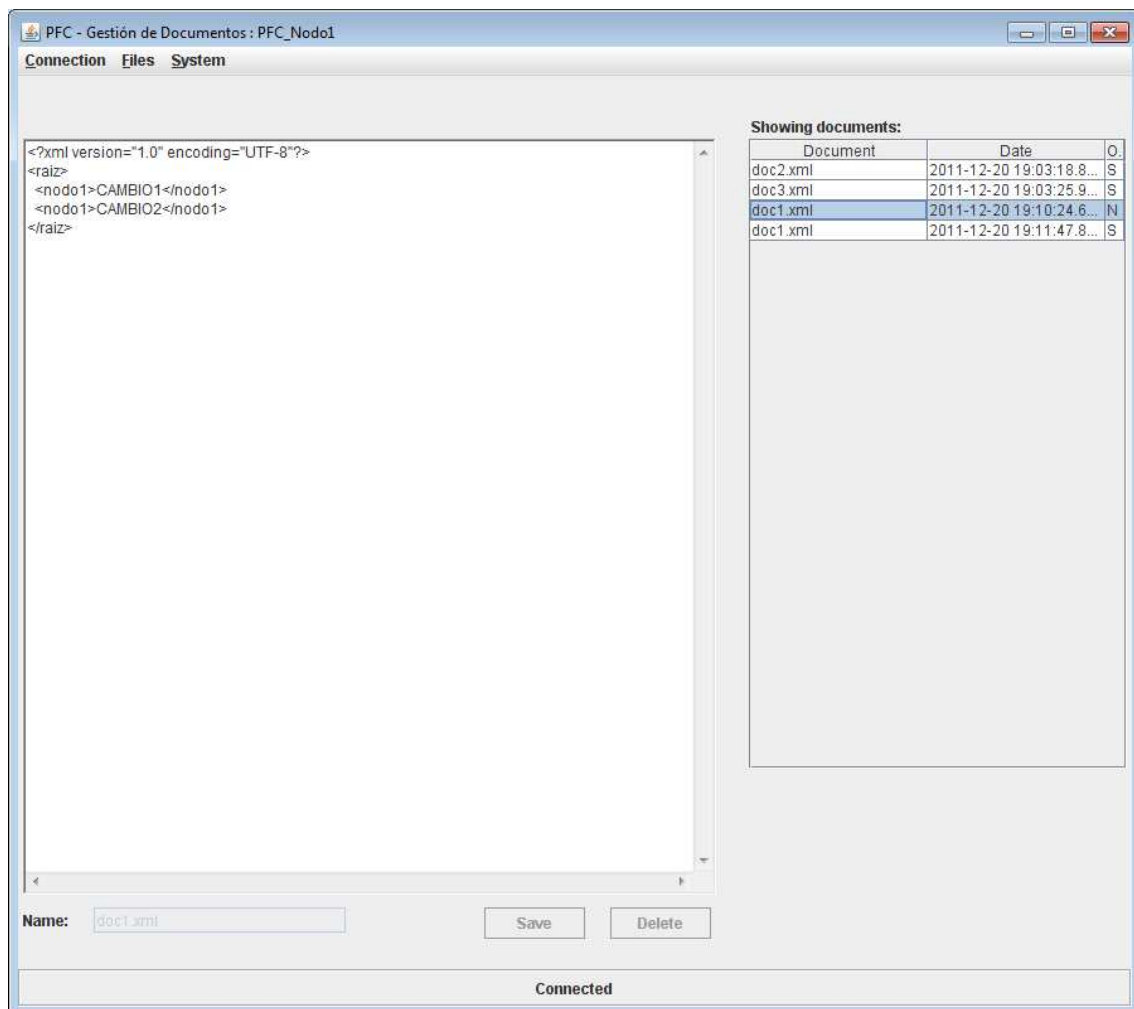 PFC - Gestión de Documentos : PFC_Nodo1
Connection Files System
<?xml version="1.0" encoding="UTF-8"?>
<raiz>
<nodo1>CAMBIO1</nodo1>
<nodo1>CAMBIO2</nodo1>
</raiz>
Showing documents:
Document Date O.
doc2.xml 2011-12-20 19:03:18.8... S
doc3.xml 2011-12-20 19:03:25.9... S
doc1.xml 2011-12-20 19:10:24.6... N
doc1.xml 2011-12-20 19:11:47.8... S
Name: doc1.xml Save Delete
Connected